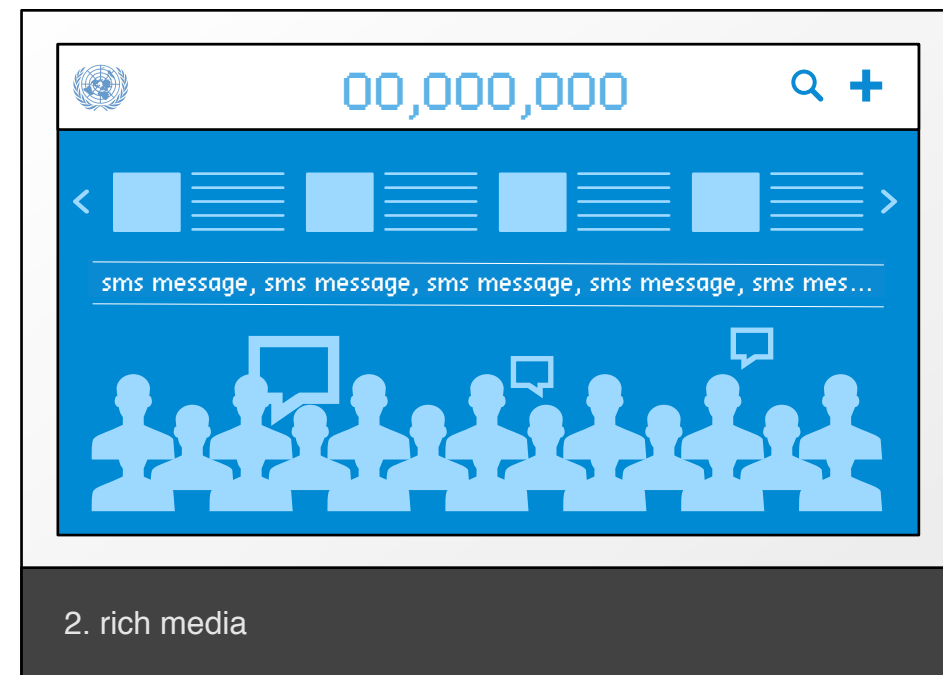 00,000,000
sms message, sms message, sms message, sms message, sms mes...
2. rich media